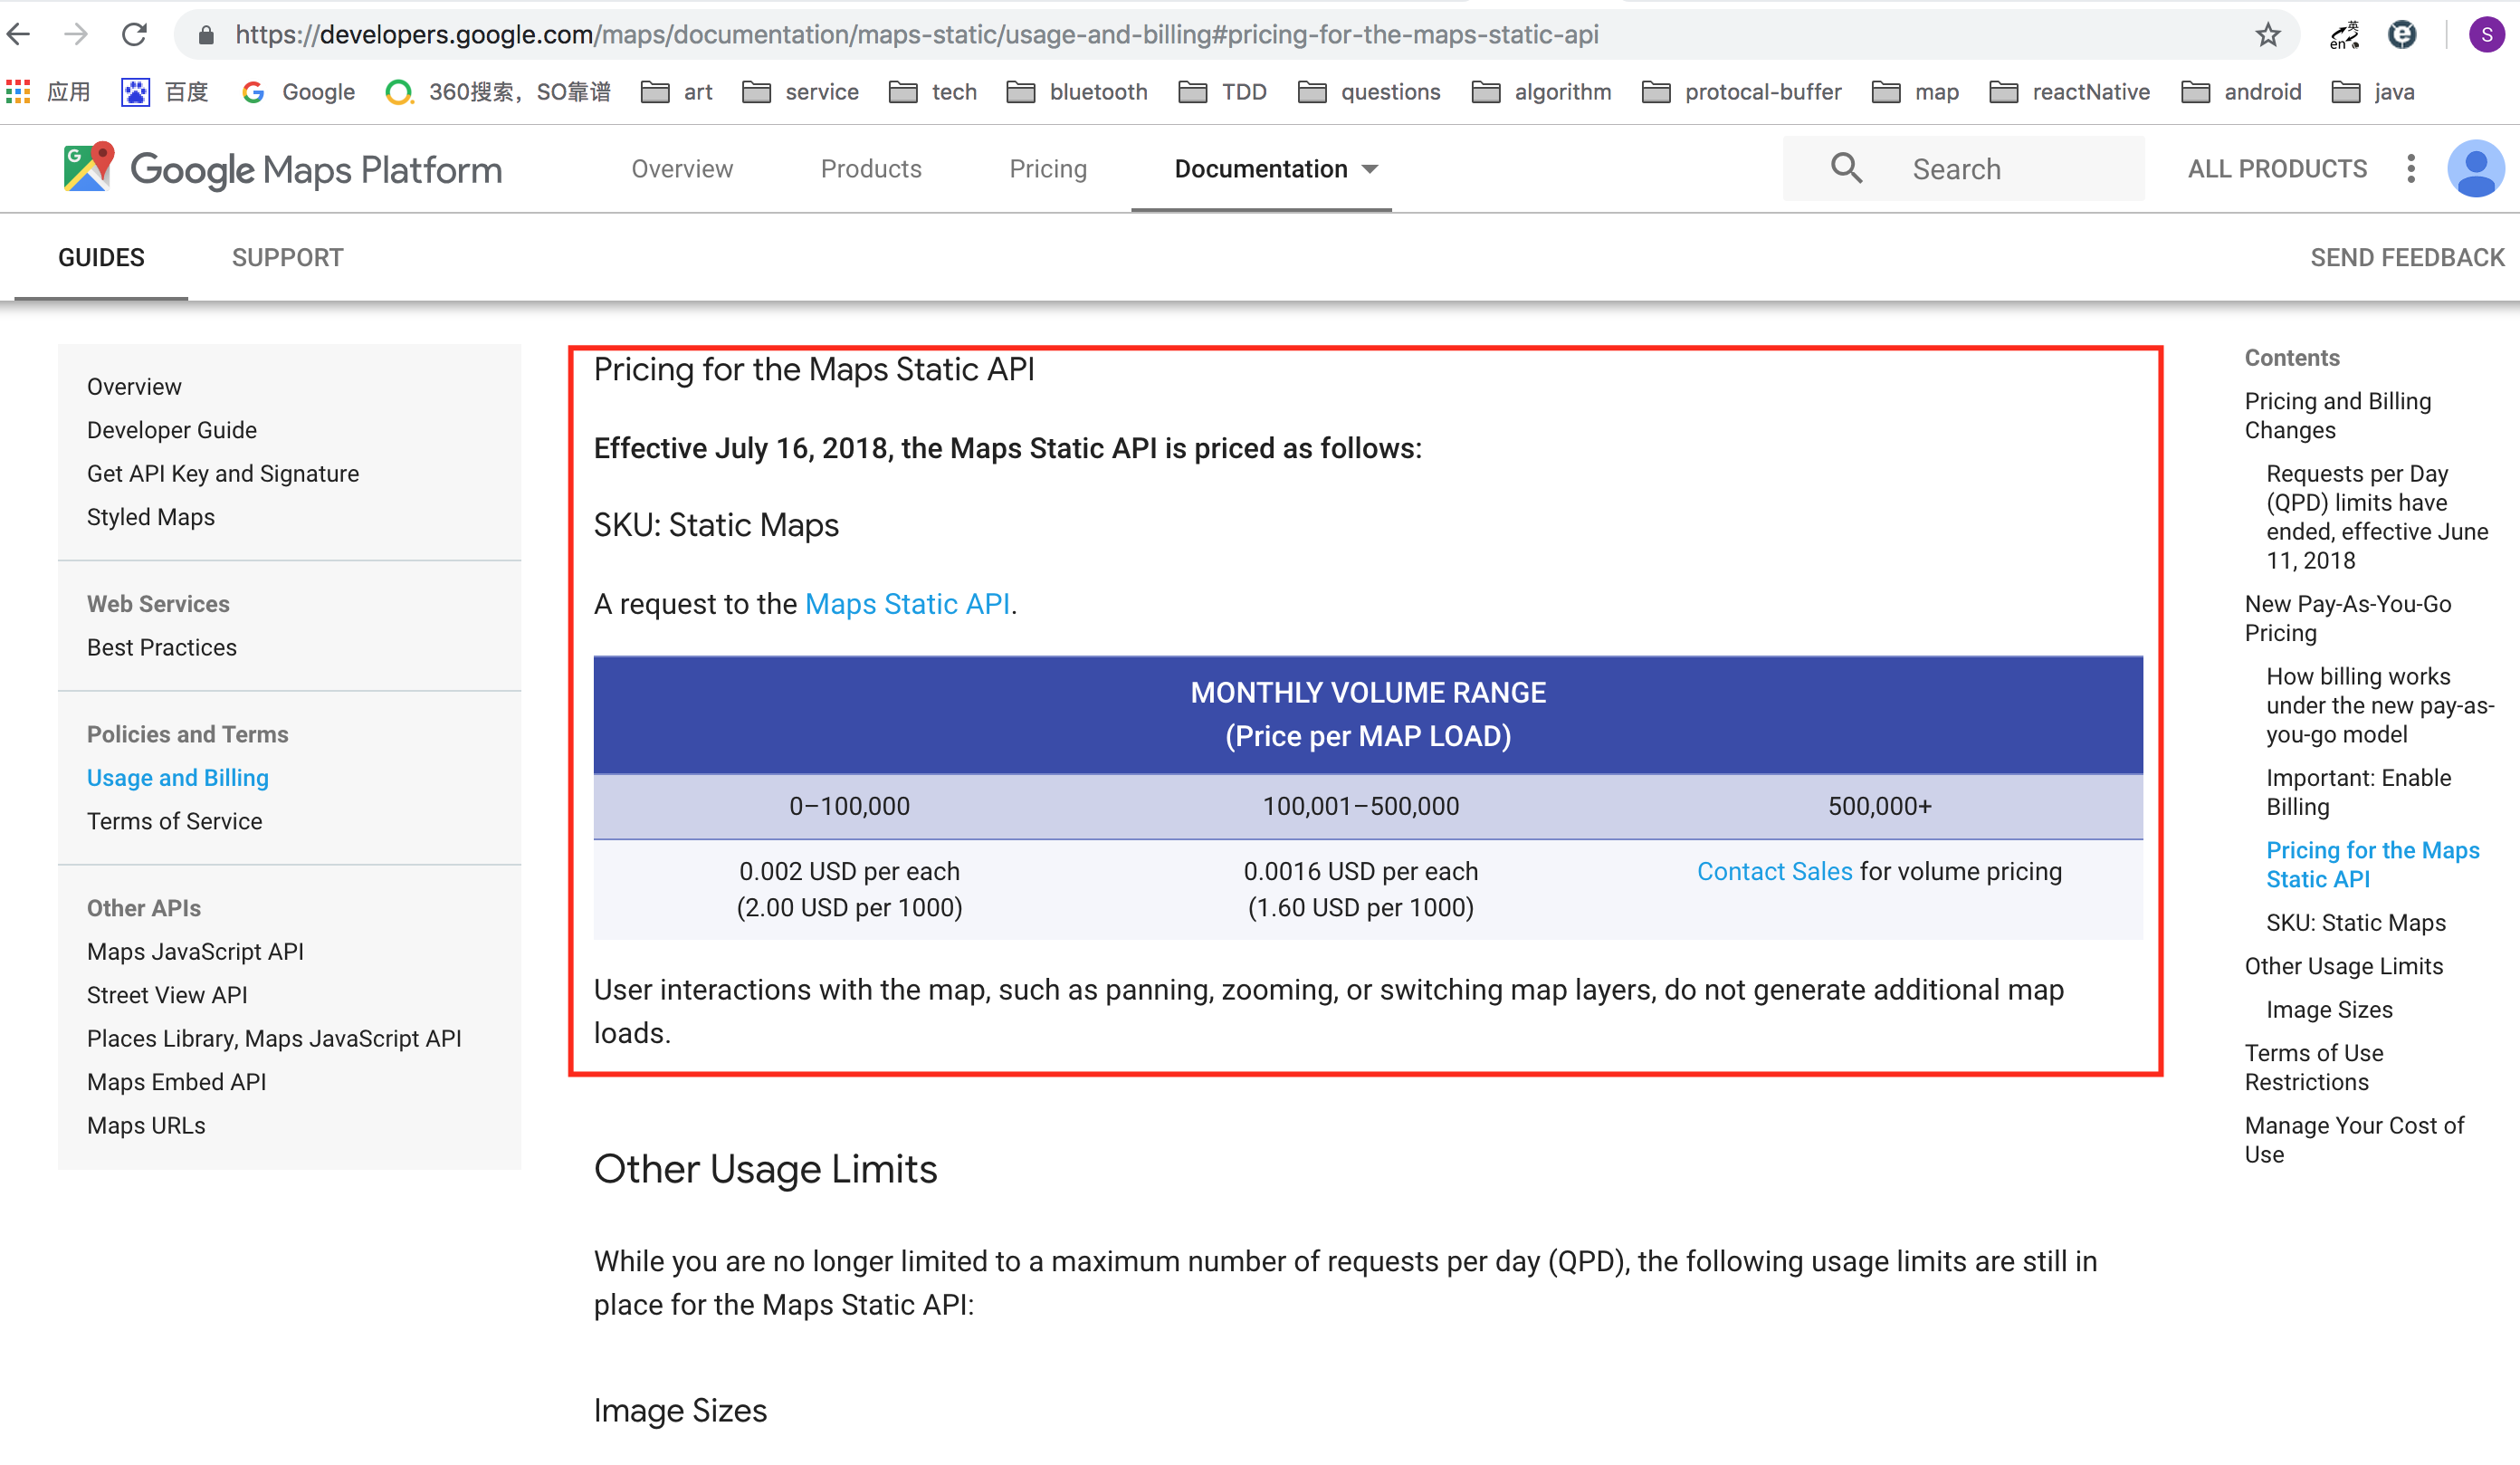 https://developers.google.com/maps/documentation/maps-static/usage-and-billing#pricing-for-the-maps-static-api
英
en
S
应用
百度
Google
360搜索，SO靠谱
art
service
tech
bluetooth
TDD
questions
algorithm
protocal-buffer
map
reactNative
android
java
Google Maps Platform
Overview
Products
Pricing
Documentation
Search
ALL PRODUCTS
GUIDES
SUPPORT
SEND FEEDBACK
Overview
Developer Guide
Get API Key and Signature
Styled Maps
Web Services
Best Practices
Policies and Terms
Usage and Billing
Terms of Service
Other APIs
Maps JavaScript API
Street View API
Places Library, Maps JavaScript API
Maps Embed API
Maps URLs
Pricing for the Maps Static API
Effective July 16, 2018, the Maps Static API is priced as follows:
SKU: Static Maps
A request to the Maps Static API.
MONTHLY VOLUME RANGE
(Price per MAP LOAD)
0–100,000
100,001–500,000
500,000+
0.002 USD per each
(2.00 USD per 1000)
0.0016 USD per each
(1.60 USD per 1000)
Contact Sales for volume pricing
User interactions with the map, such as panning, zooming, or switching map layers, do not generate additional map
loads.
Other Usage Limits
While you are no longer limited to a maximum number of requests per day (QPD), the following usage limits are still in
place for the Maps Static API:
Image Sizes
Contents
Pricing and Billing
Changes
Requests per Day
(QPD) limits have
ended, effective June
11, 2018
New Pay-As-You-Go
Pricing
How billing works
under the new pay-as-
you-go model
Important: Enable
Billing
Pricing for the Maps
Static API
SKU: Static Maps
Other Usage Limits
Image Sizes
Terms of Use
Restrictions
Manage Your Cost of
Use